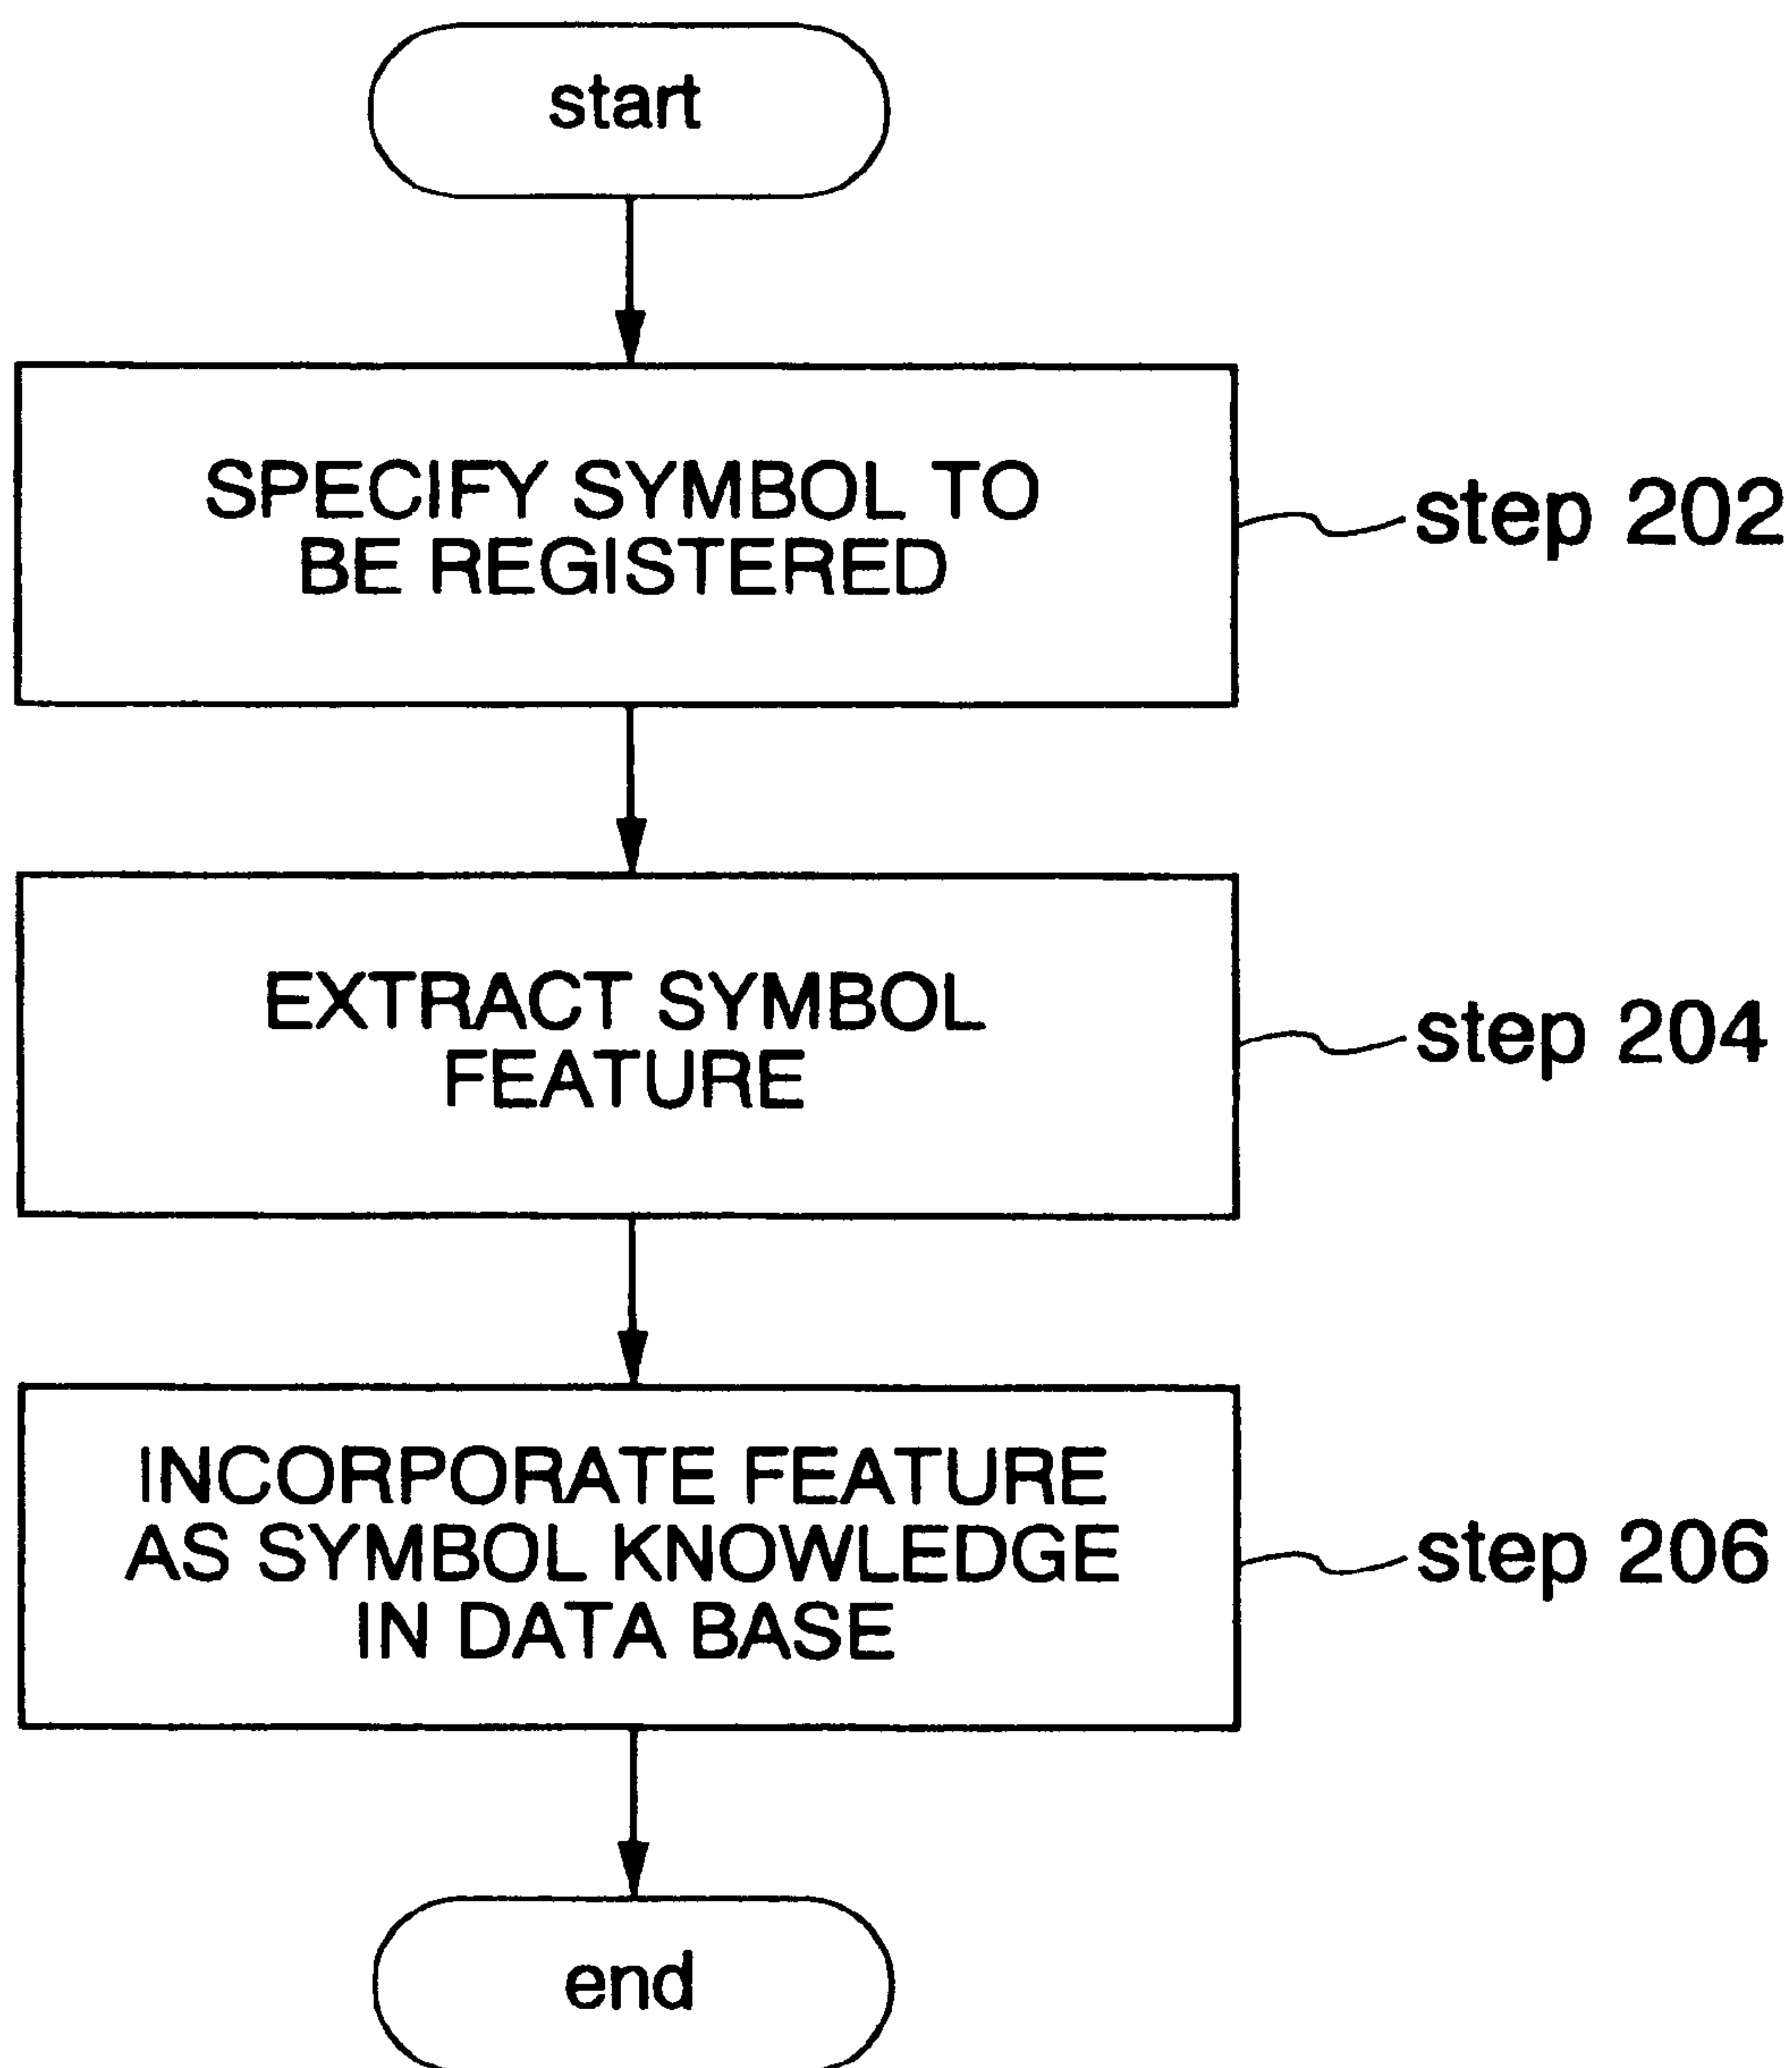 start
SPECIFY SYMBOL TO
BE REGISTERED
step 202
EXTRACT SYMBOL
FEATURE
step 204
INCORPORATE FEATURE
AS SYMBOL KNOWLEDGE
IN DATA BASE
step 206
end